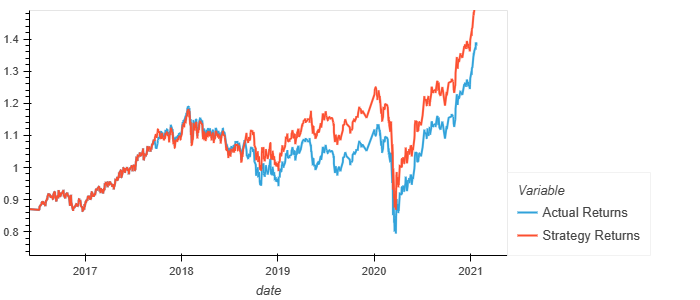 1.4
1.3
1.2
1.1
1
0.9
0.8
2017 2018 2019 2020 2021
date
Variable
Actual Returns
Strategy Returns